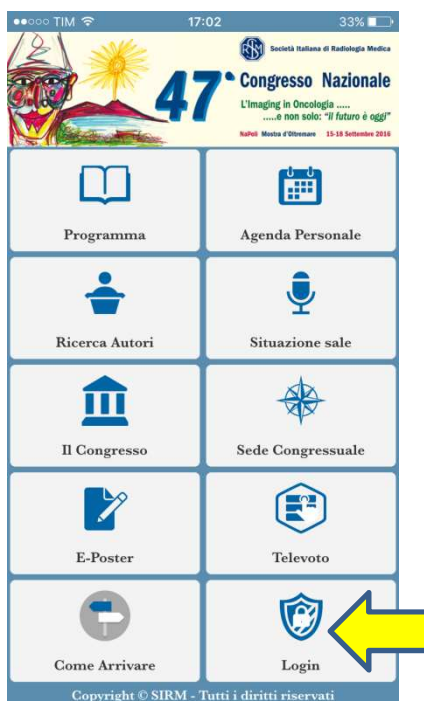 TIM 17:02 33%
SIRM
Società Italiana di Radiologia Medica
47° Congresso Nazionale
L'Imaging in Oncologia .....
.....e non solo: "il futuro è oggi"
NaPoli Mostra d'Oltremare 15-18 Settembre 2016
Programma
Agenda Personale
Ricerca Autori
Situazione sale
Il Congresso
Sede Congressuale
E-Poster
Televoto
Come Arrivare
Login
Copyright © SIRM - Tutti i diritti riservati